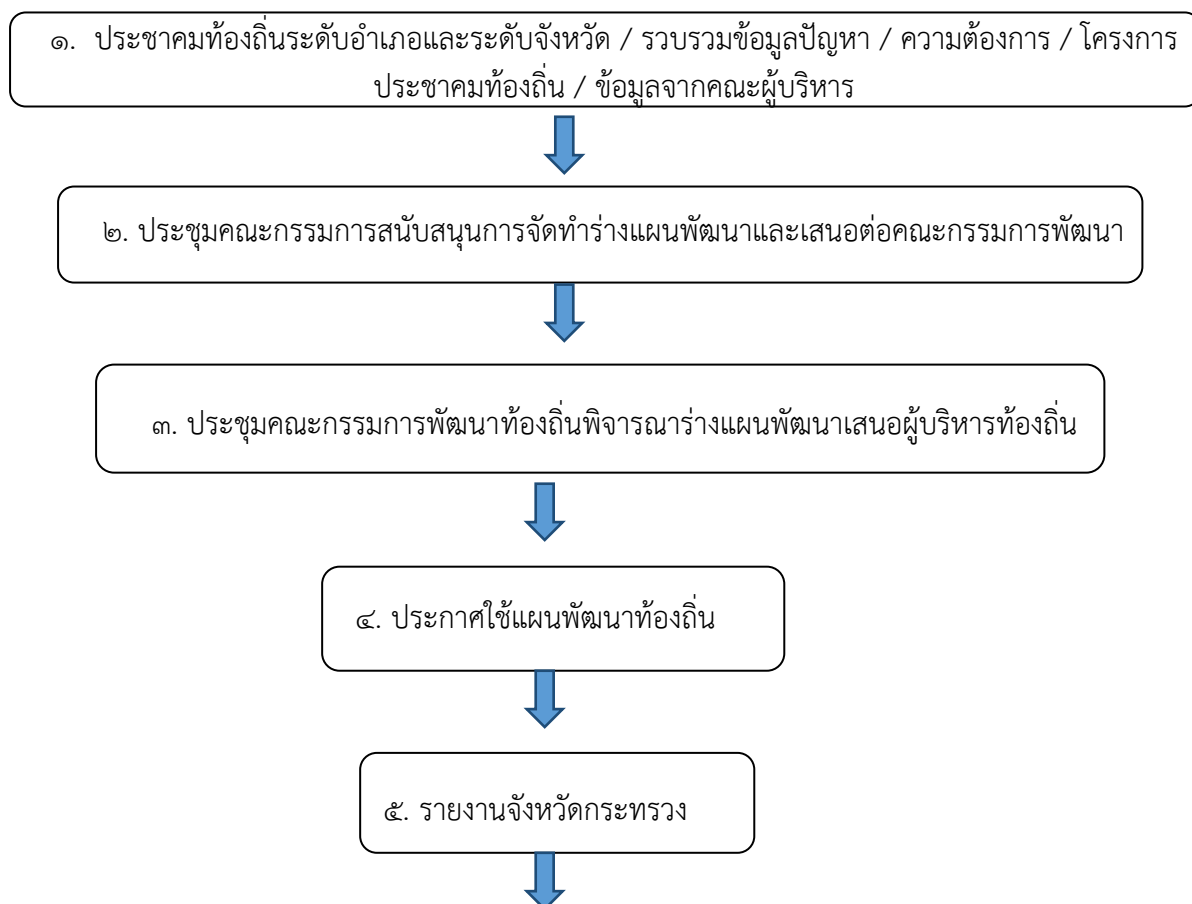 ๑. ประชาคมท้องถิ่นระดับอำเภอและระดับจังหวัด / รวบรวมข้อมูลปัญหา / ความต้องการ / โครงการ
ประชาคมท้องถิ่น / ข้อมูลจากคณะผู้บริหาร
๒. ประชุมคณะกรรมการสนับสนุนการจัดทำร่างแผนพัฒนาและเสนอต่อคณะกรรมการพัฒนา
๓. ประชุมคณะกรรมการพัฒนาท้องถิ่นพิจารณาร่างแผนพัฒนาเสนอผู้บริหารท้องถิ่น
๔. ประกาศใช้แผนพัฒนาท้องถิ่น
๕. รายงานจังหวัดกระทรวง